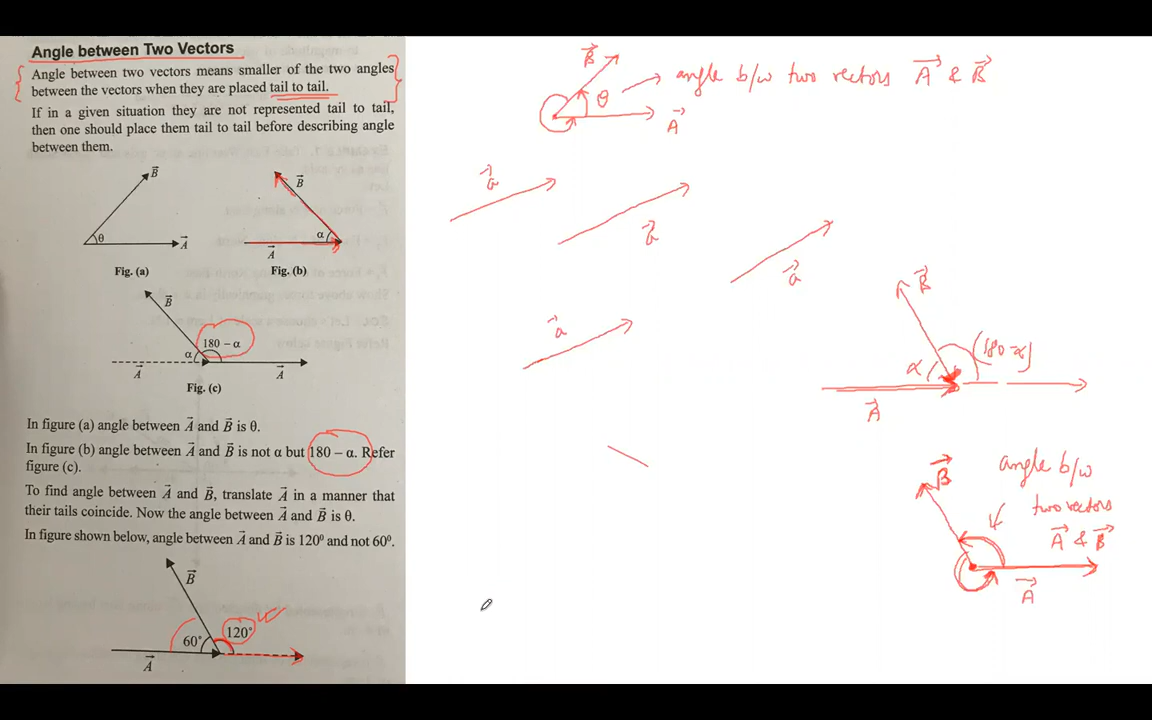 Angle between Two Vectors
Angle between two vectors means smaller of the two angles
between the vectors when they are placed tail to tail.
If in a given situation they are not represented tail to tail,
then one should place them tail to tail before describing angle
between them.
B⃗
θ
A⃗
Fig. (a)
B⃗
α
A⃗
Fig. (b)
B⃗
180 – α
α
A⃗
A⃗
Fig. (c)
In figure (a) angle between A⃗ and B⃗ is θ.
In figure (b) angle between A⃗ and B⃗ is not α but 180 – α. Refer
figure (c).
To find angle between A⃗ and B⃗, translate A⃗ in a manner that
their tails coincide. Now the angle between A⃗ and B⃗ is θ.
In figure shown below, angle between A⃗ and B⃗ is 120⁰ and not 60⁰.
B⃗
60°
120°
A⃗
B⃗
θ
A⃗
angle b/w two vectors A⃗ & B⃗
a⃗
a⃗
a⃗
a⃗
B⃗
α
(180-α)
A⃗
B⃗
angle b/w
two vectors
A⃗ & B⃗
A⃗